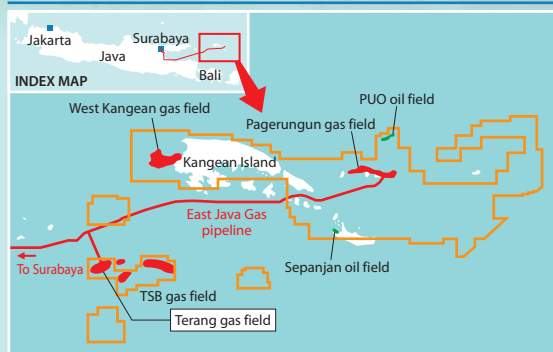 Jakarta
Surabaya
Java
Bali
INDEX MAP
PUO oil field
West Kangean gas field
Pagerungun gas field
Kangean Island
East Java Gas
pipeline
Sepanjan oil field
To Surabaya
TSB gas field
Terang gas field